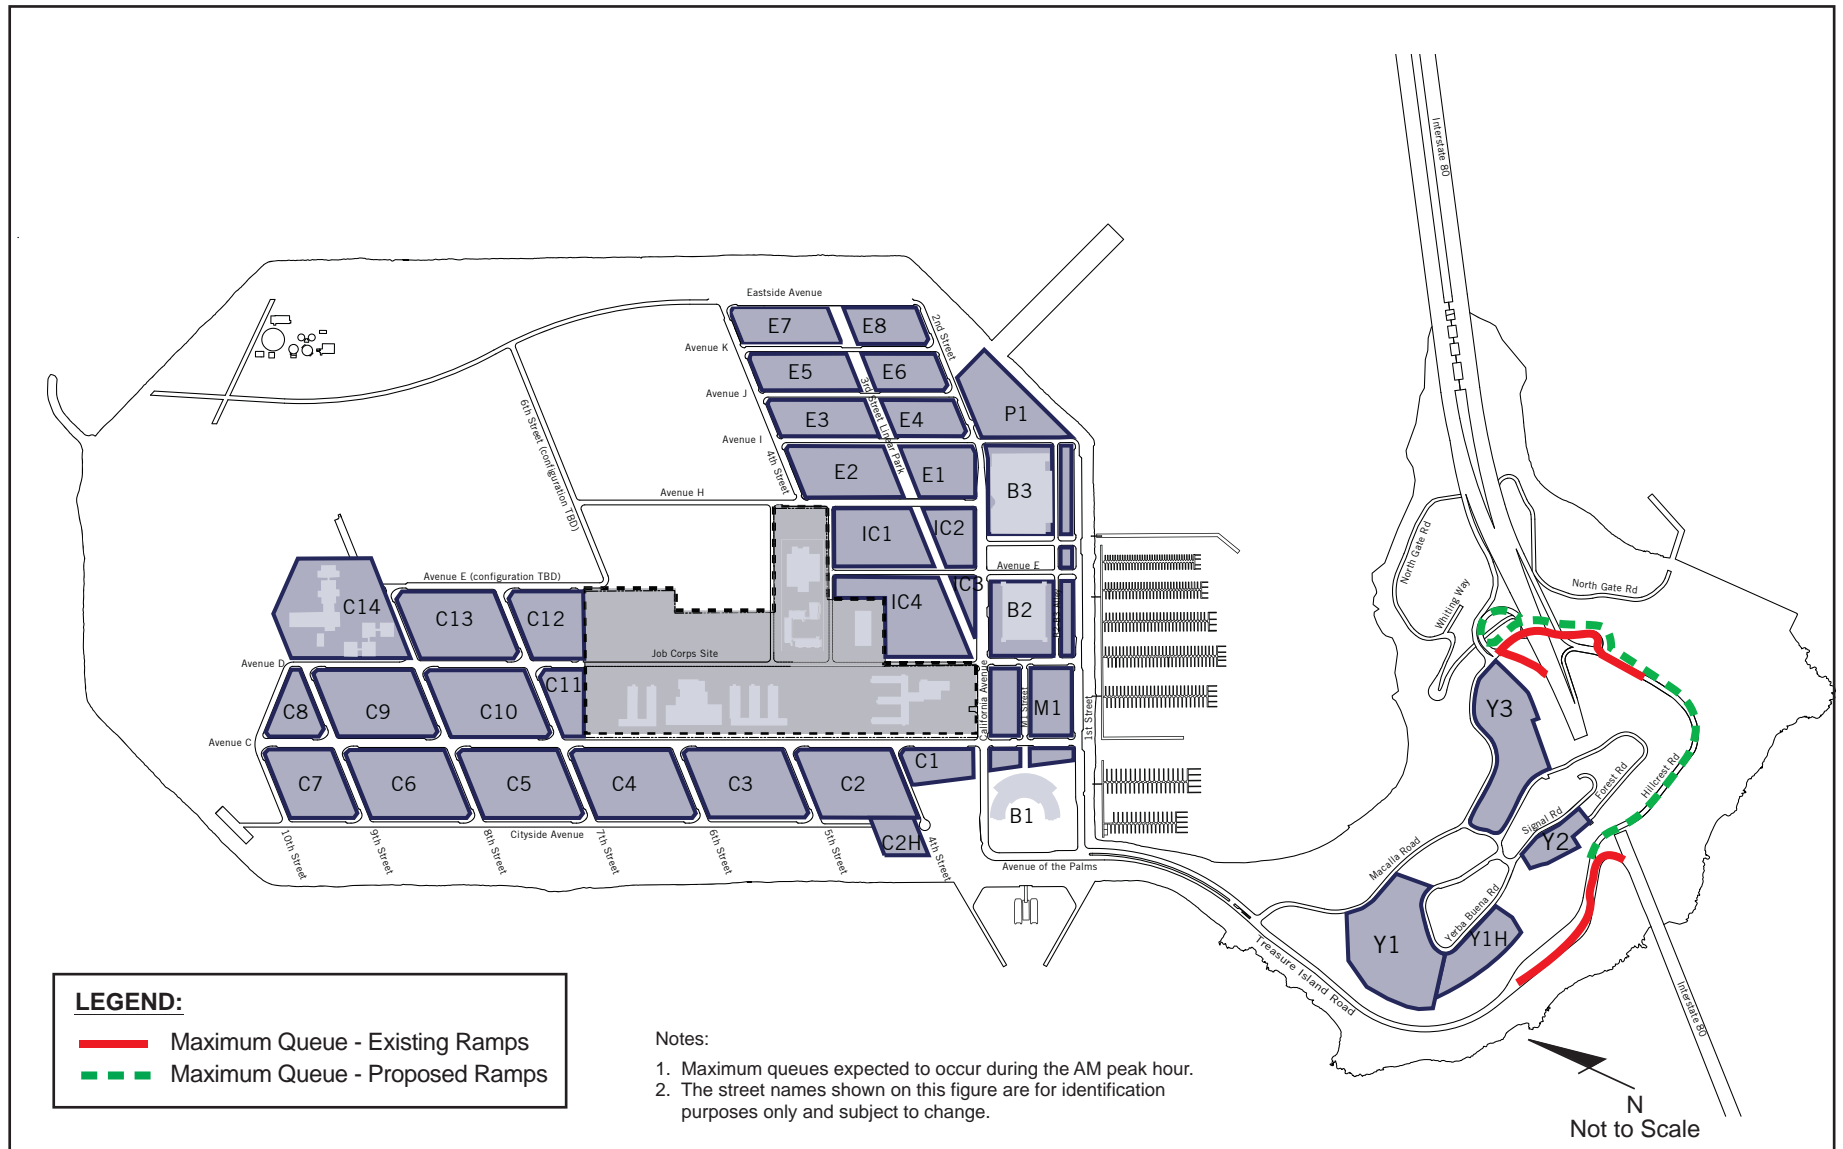 Interstate 80
Eastside Avenue
E7
E8
2nd Street
Avenue K
E5
E6
Avenue J
3rd Street Linear Park
E3
E4
P1
Avenue I
4th Street
E2
E1
B3
6th Street (configuration TBD)
Avenue H
IC1
IC2
North Gate Rd
North Gate Rd
Whiting Way
Avenue E
Avenue E (configuration TBD)
C14
C13
C12
IC4
IC3
B2
Job Corps Site
Avenue D
C11
C8
C9
C10
California Avenue
M1 Street
M1
1st Street
Y3
Avenue C
C1
C7
C6
C5
C4
C3
C2
B1
Hillcrest Rd
Forest Rd
Signal Rd
Y2
C2H
Cityside Avenue
10th Street
9th Street
8th Street
7th Street
6th Street
5th Street
4th Street
Avenue of the Palms
Macalla Road
Yerba Buena Rd
Y1
Y1H
Treasure Island Road
Interstate 80
LEGEND:
Maximum Queue - Existing Ramps
Maximum Queue - Proposed Ramps
Notes:
1. Maximum queues expected to occur during the AM peak hour.
2. The street names shown on this figure are for identification
purposes only and subject to change.
N
Not to Scale